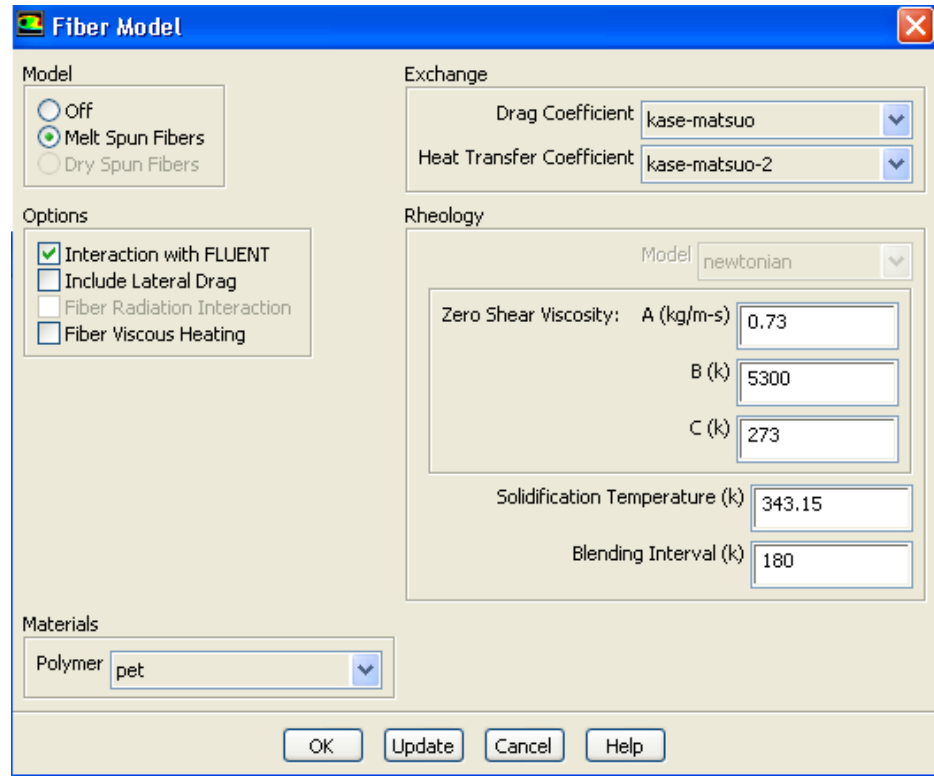 Fiber Model
Model
Off
Melt Spun Fibers
Dry Spun Fibers
Options
Interaction with FLUENT
Include Lateral Drag
Fiber Radiation Interaction
Fiber Viscous Heating
Exchange
Drag Coefficient kase-matsuo
Heat Transfer Coefficient kase-matsuo-2
Rheology
Model newtonian
Zero Shear Viscosity: A (kg/m-s) 0.73
B (k) 5300
C (k) 273
Solidification Temperature (k) 343.15
Blending Interval (k) 180
Materials
Polymer pet
OK Update Cancel Help